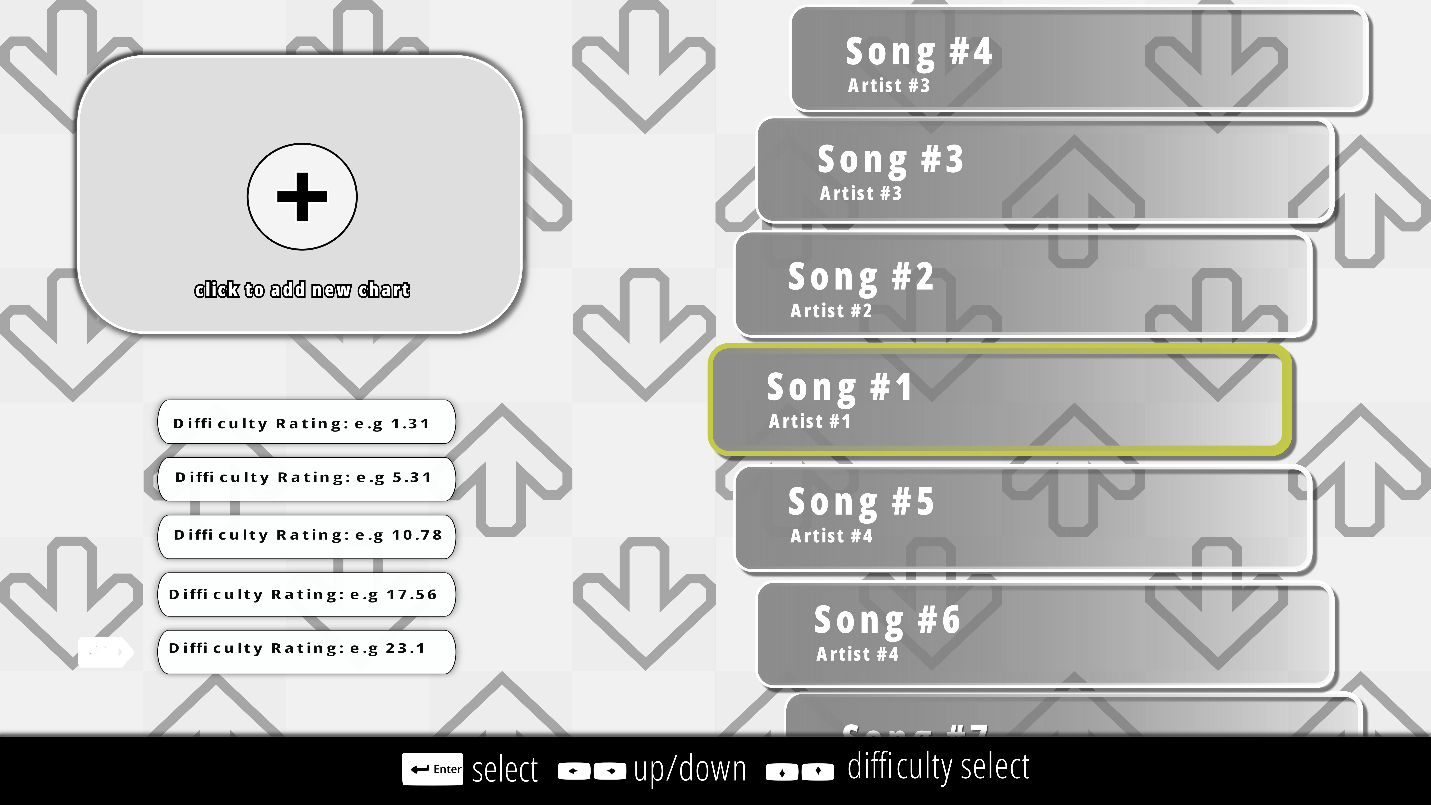 click to add new chart
Difficulty Rating: e.g 1.31
Difficulty Rating: e.g 5.31
Difficulty Rating: e.g 10.78
Difficulty Rating: e.g 17.56
Difficulty Rating: e.g 23.1
Song #4
Artist #3
Song #3
Artist #3
Song #2
Artist #2
Song #1
Artist #1
Song #5
Artist #4
Song #6
Artist #4
Song #7
Enter select up/down difficulty select